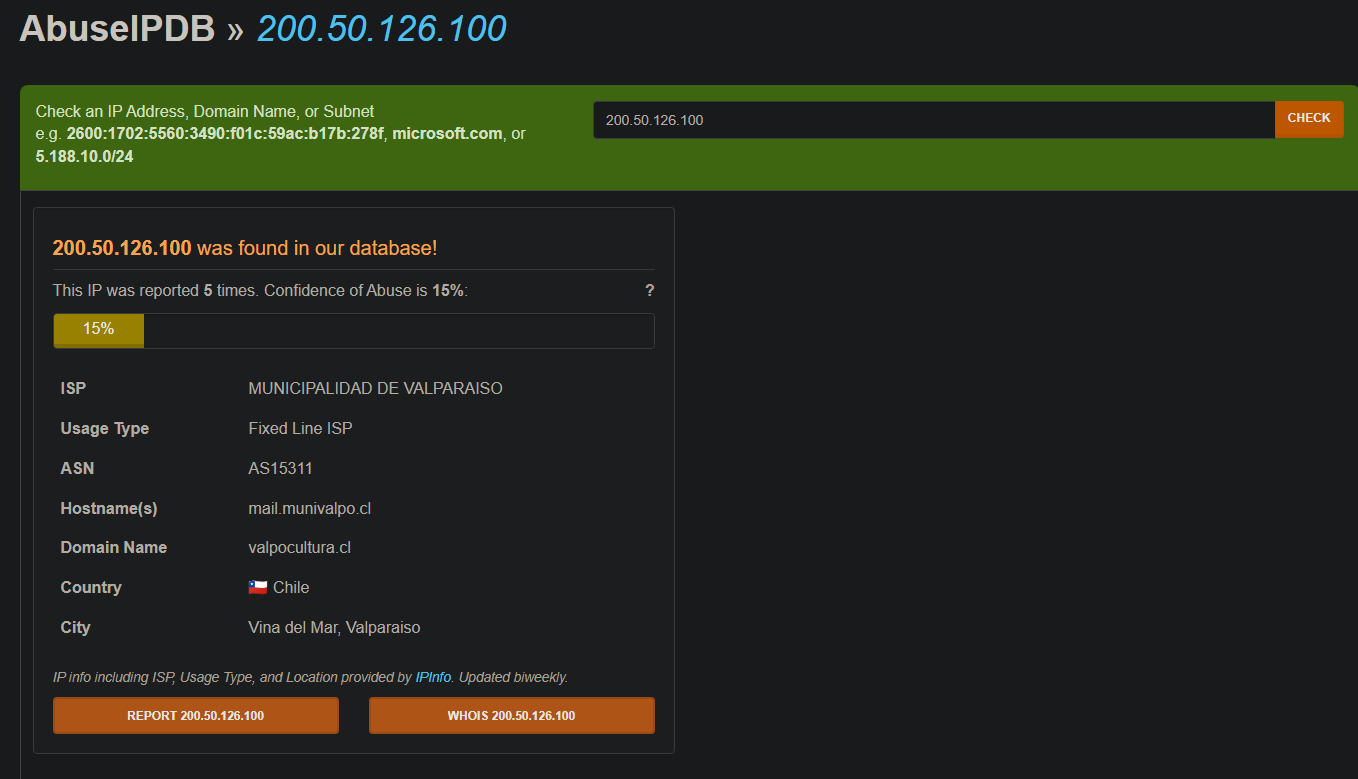 AbuseIPDB » 200.50.126.100
Check an IP Address, Domain Name, or Subnet
e.g. 2600:1702:5560:3490:f01c:59ac:b17b:278f, microsoft.com, or
5.188.10.0/24
200.50.126.100
CHECK
200.50.126.100 was found in our database!
This IP was reported 5 times. Confidence of Abuse is 15%: ?
15%
ISP MUNICIPALIDAD DE VALPARAISO
Usage Type Fixed Line ISP
ASN AS15311
Hostname(s) mail.munivalpo.cl
Domain Name valpocultura.cl
Country Chile
City Vina del Mar, Valparaiso
IP info including ISP, Usage Type, and Location provided by IPInfo. Updated biweekly.
REPORT 200.50.126.100 WHOIS 200.50.126.100